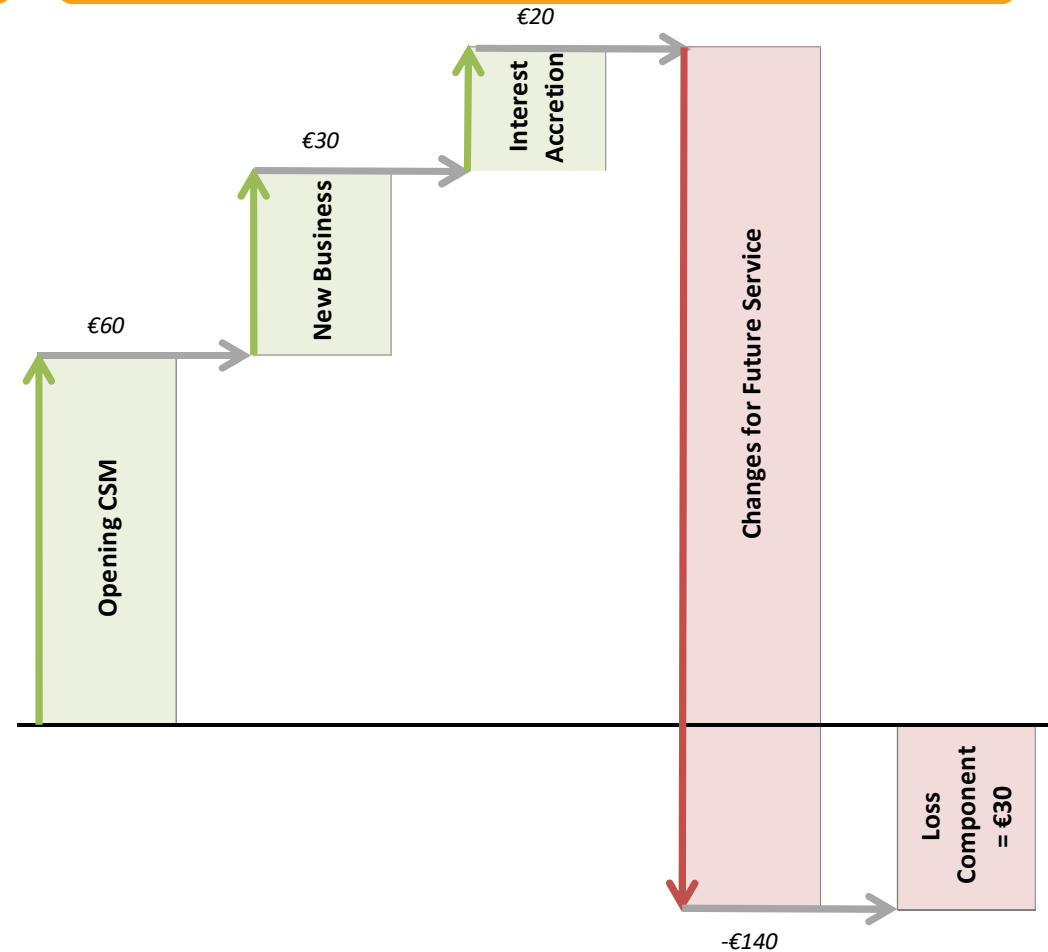 €20
Interest
Accretion
€30
New Business
€60
Opening CSM
Changes for Future Service
Loss
Component
= €30
-€140